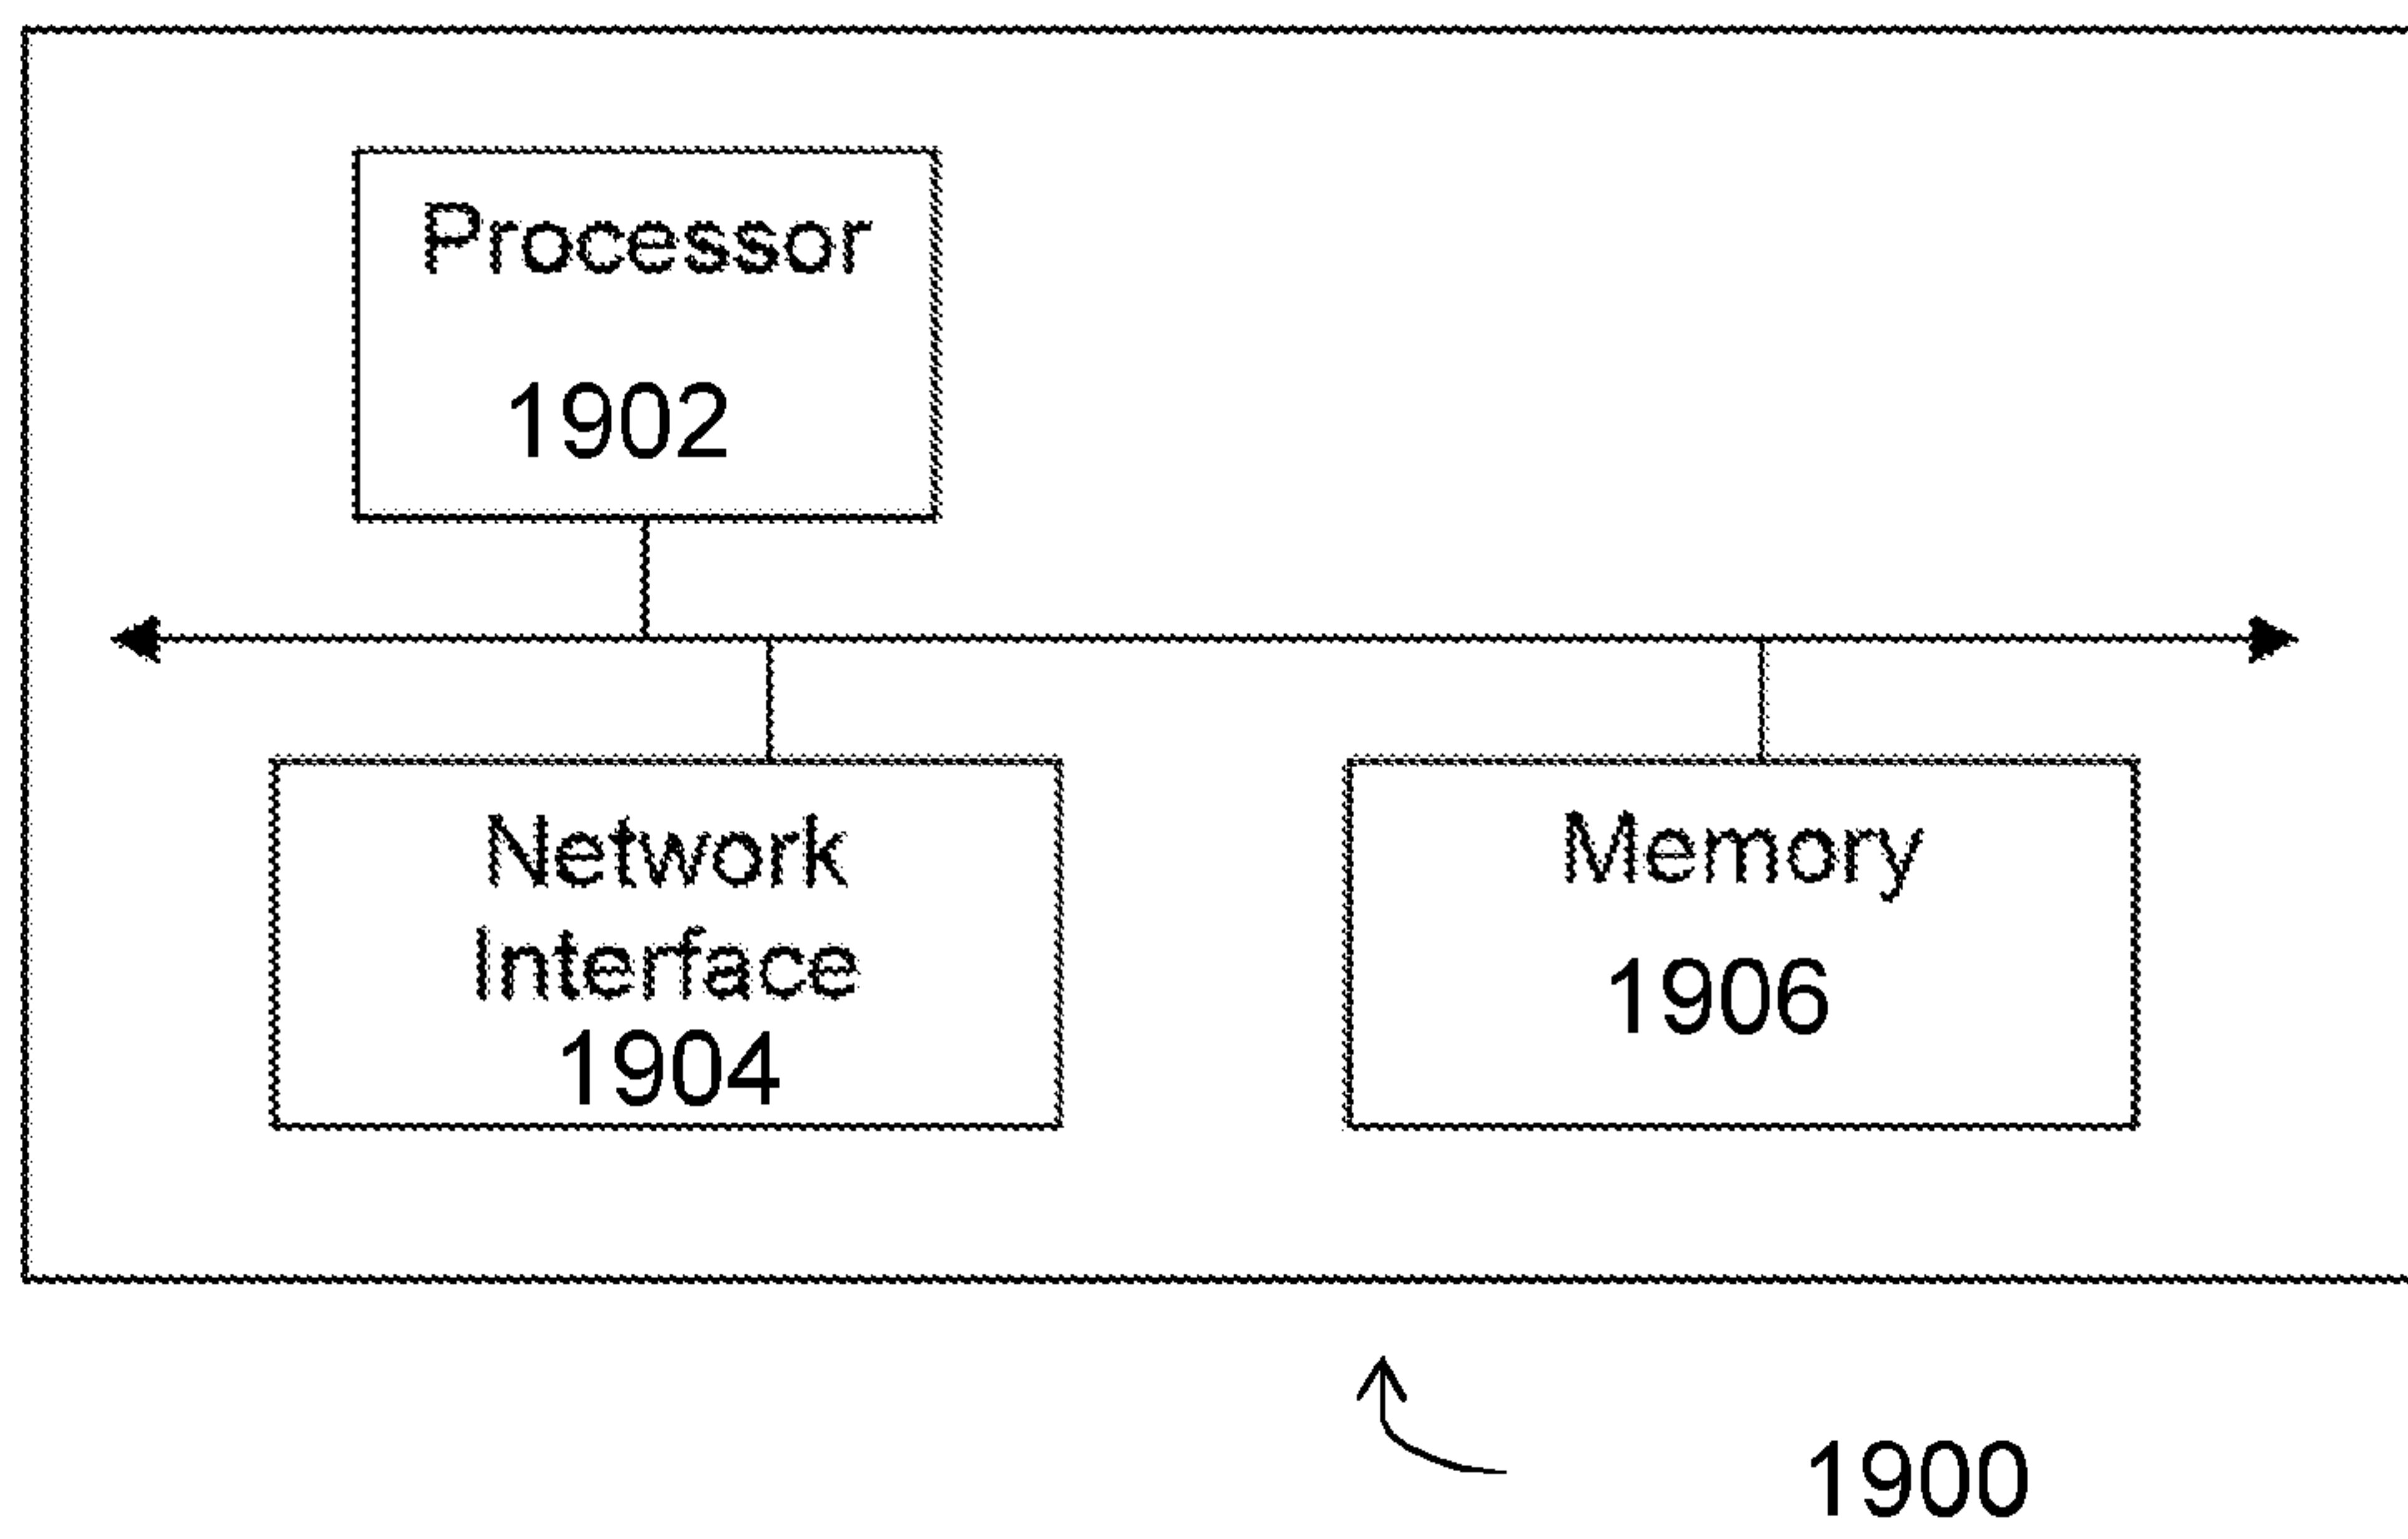 Processor
1902
Network
Interface
1904
Memory
1906
1900